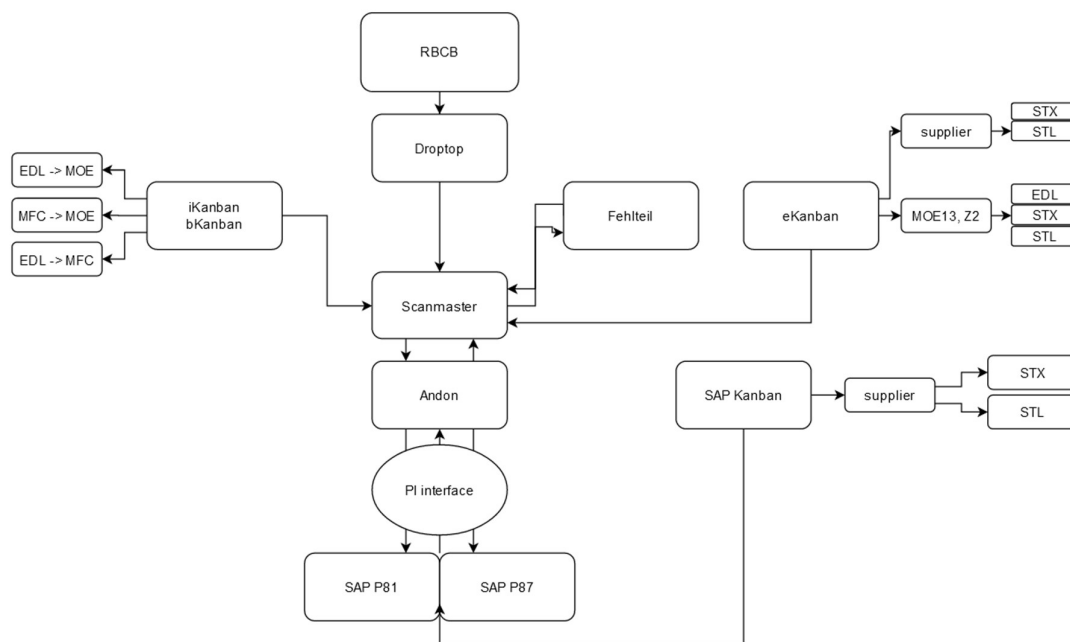 RBCB
Droptop
EDL -> MOE
MFC -> MOE
EDL -> MFC
iKanban
bKanban
Fehlteil
eKanban
supplier
STX
STL
MOE13, Z2
EDL
STX
STL
Scanmaster
Andon
SAP Kanban
supplier
STX
STL
PI interface
SAP P81
SAP P87